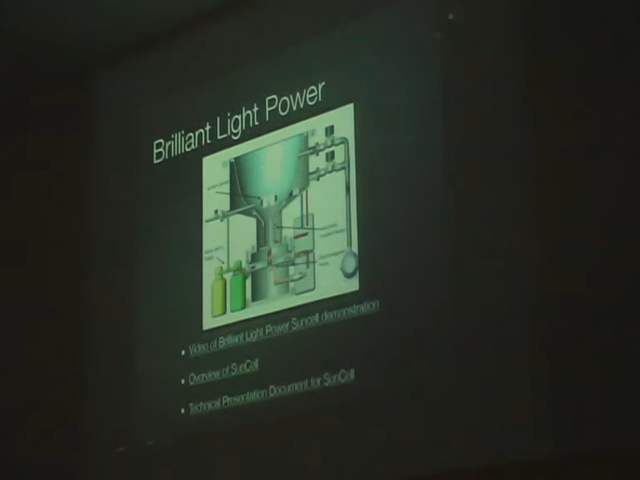 Brilliant Light Power
Video of Brilliant Light Power Suncell demonstration
Overview of SunCell
Technical Presentation Document for SunCell